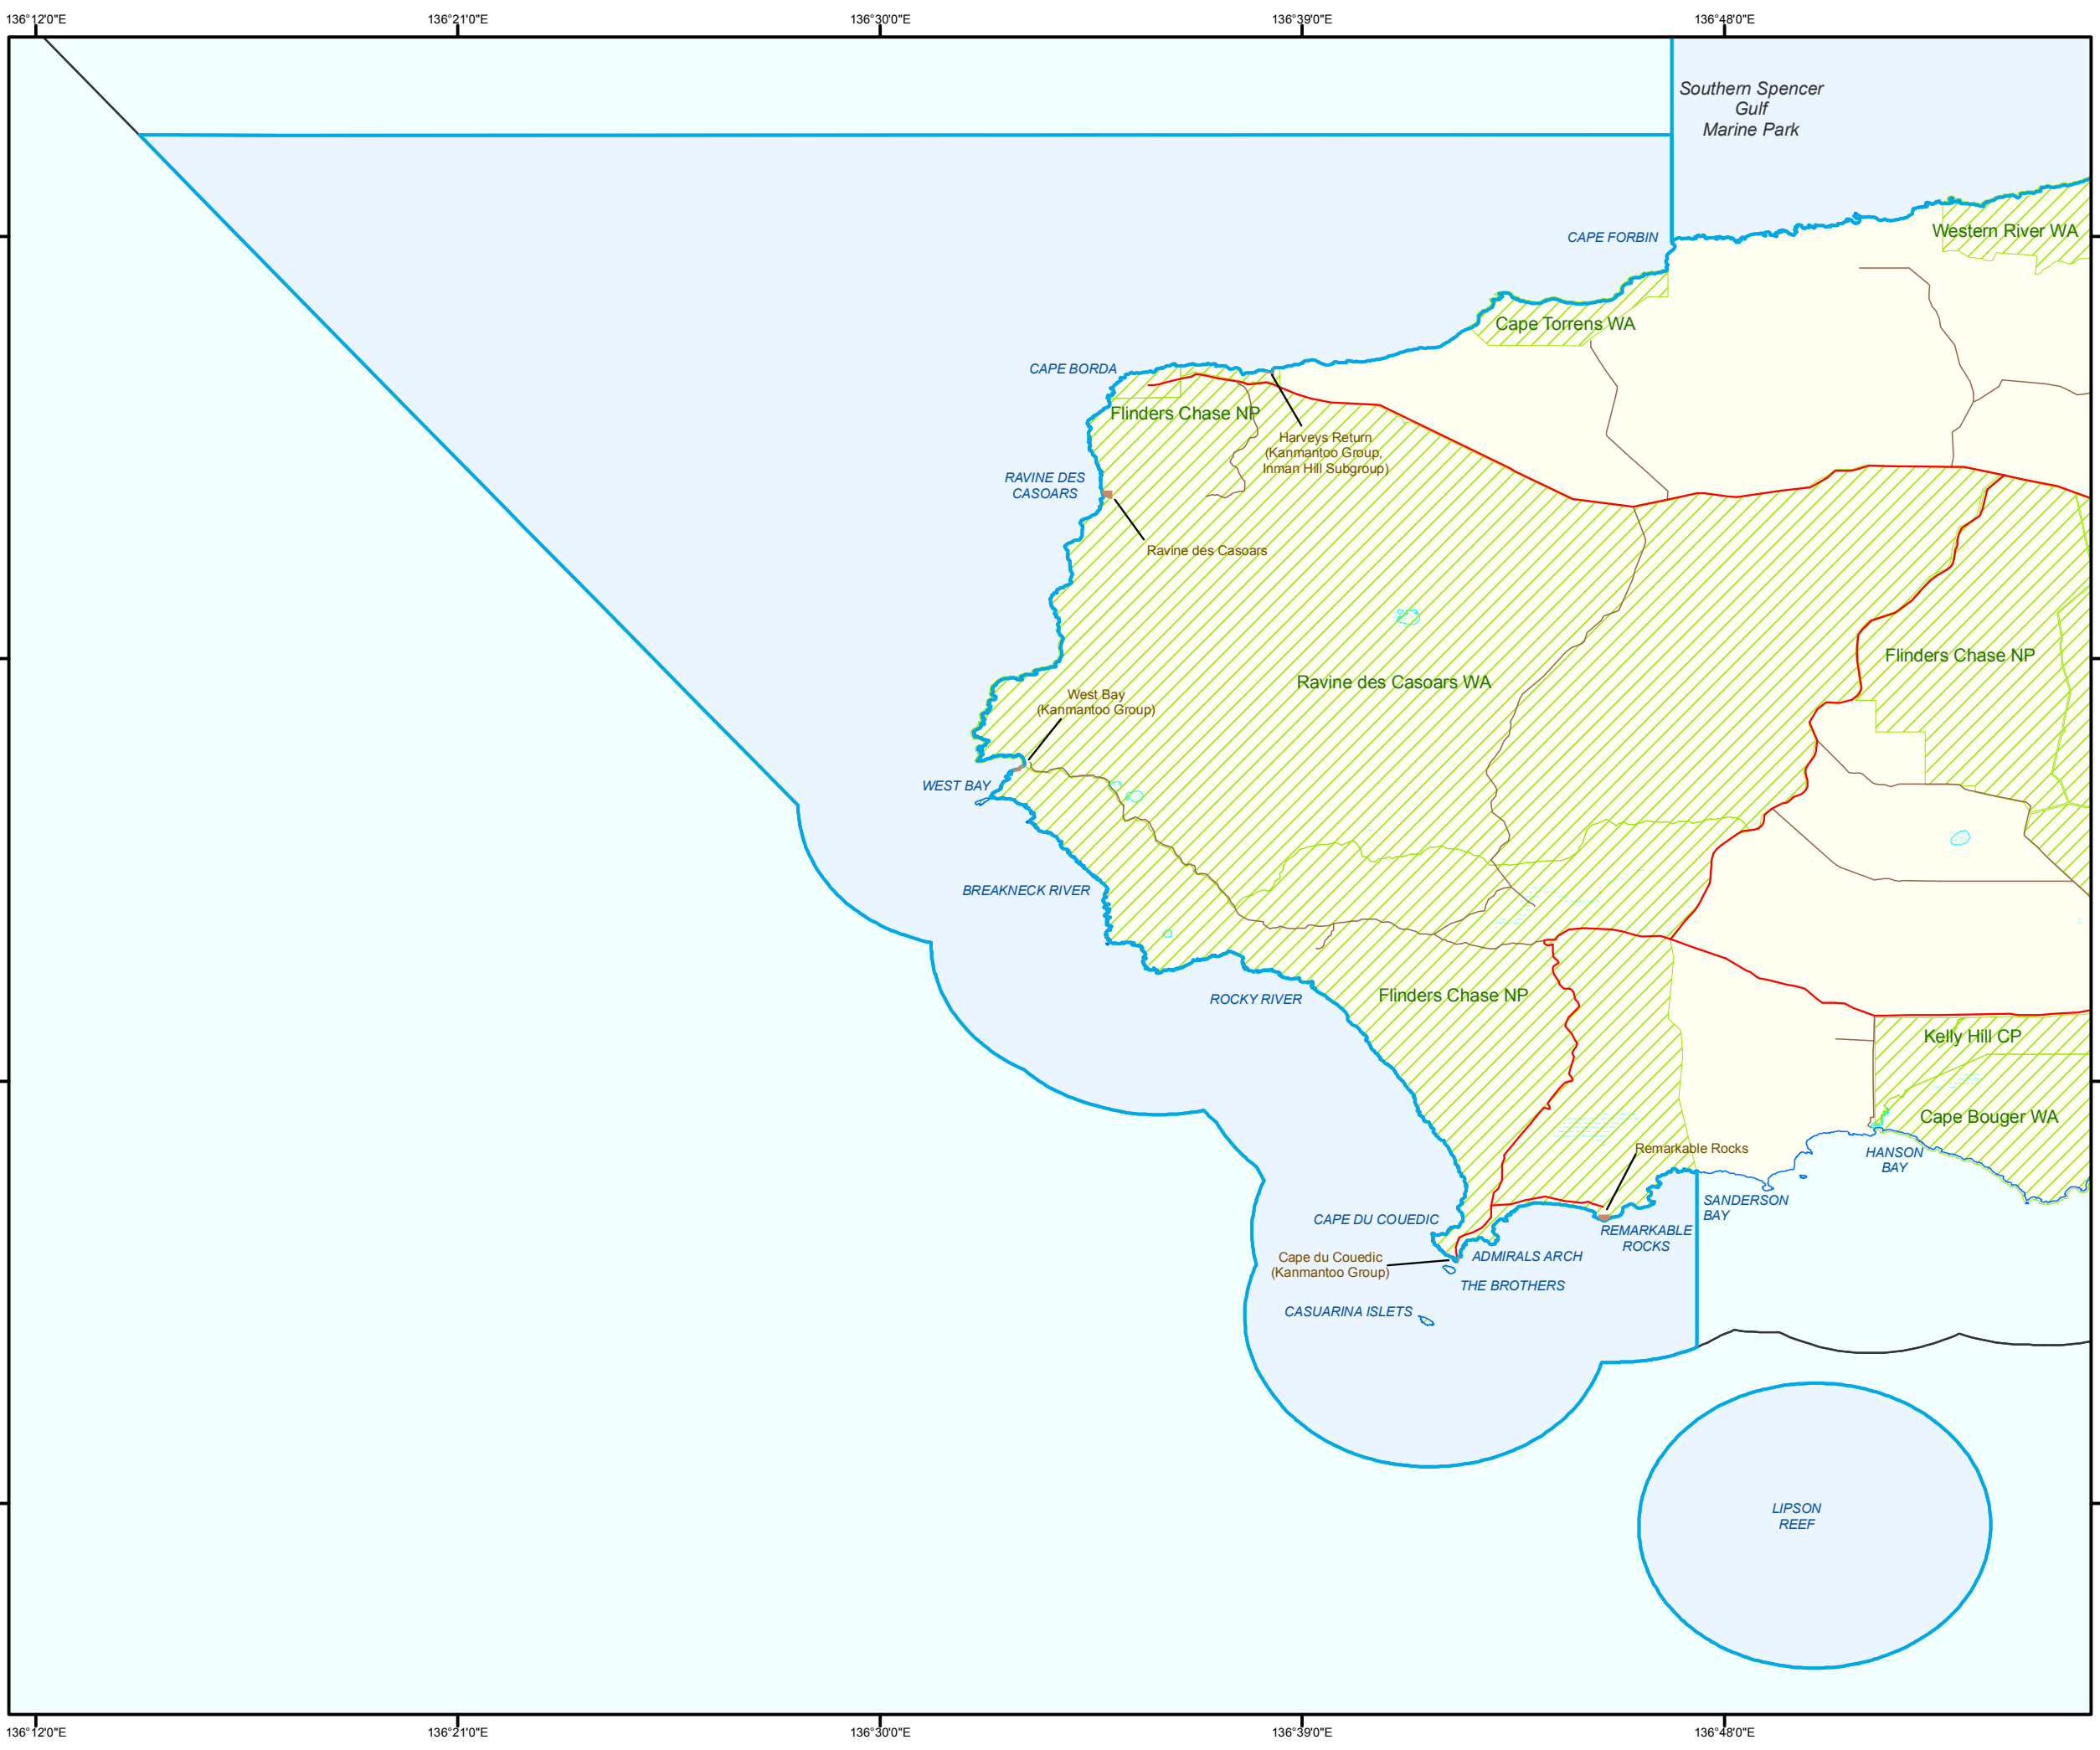 136°12'0"E
136°21'0"E
136°30'0"E
136°39'0"E
136°48'0"E
Southern Spencer
Gulf
Marine Park
CAPE FORBIN
Western River WA
Cape Torrens WA
CAPE BORDA
Flinders Chase NP
Harveys Return
(Kanmantoo Group,
Inman Hill Subgroup)
RAVINE DES
CASOARS
Ravine des Casoars
Flinders Chase NP
Ravine des Casoars WA
West Bay
(Kanmantoo Group)
WEST BAY
BREAKNECK RIVER
ROCKY RIVER
Flinders Chase NP
Kelly Hill CP
Cape Bouger WA
Remarkable Rocks
HANSON
BAY
SANDERSON
BAY
CAPE DU COUEDIC
REMARKABLE
ROCKS
Cape du Couedic
(Kanmantoo Group)
ADMIRALS ARCH
THE BROTHERS
CASUARINA ISLETS
LIPSON
REEF
136°12'0"E
136°21'0"E
136°30'0"E
136°39'0"E
136°48'0"E